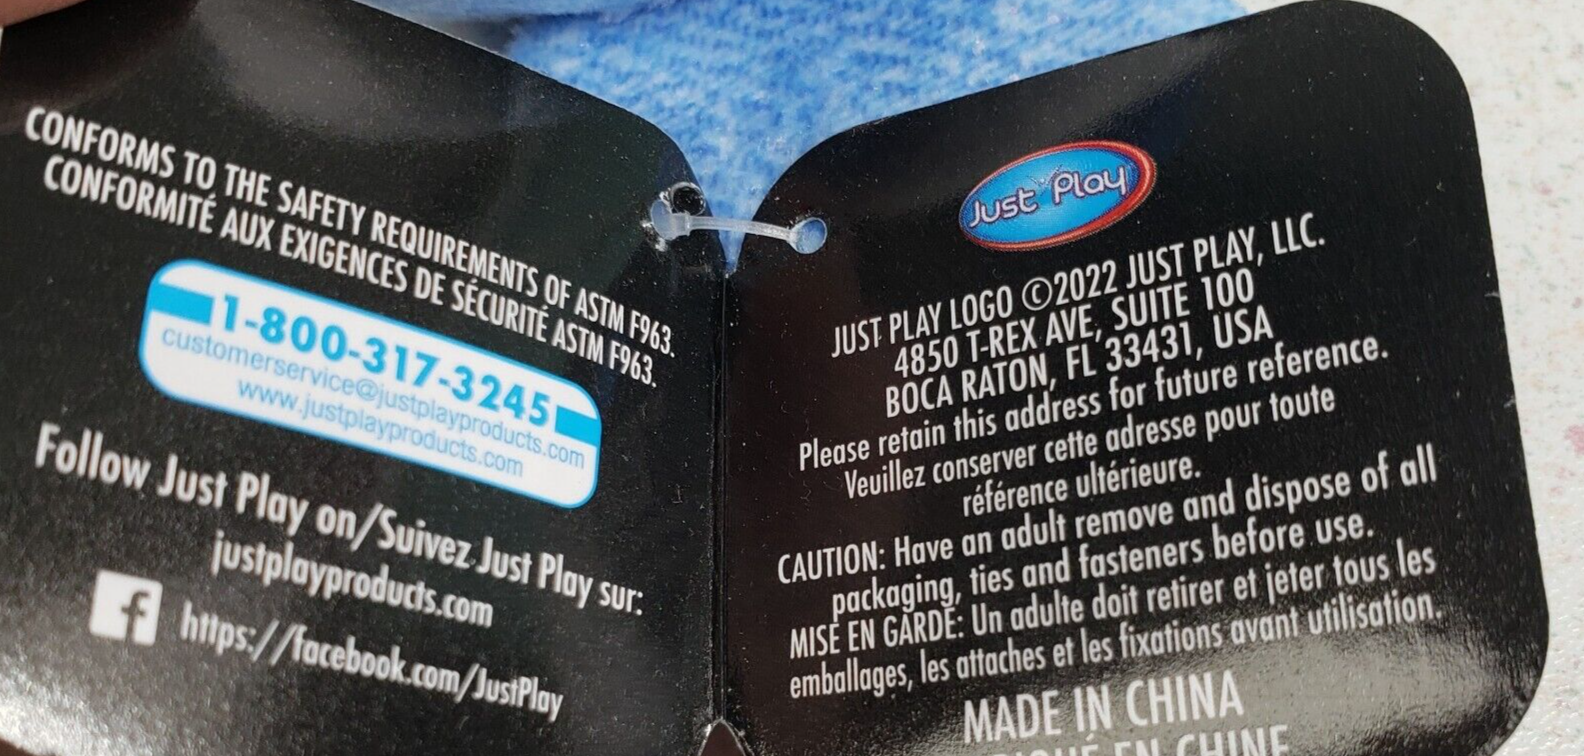 CONFORMS TO THE SAFETY REQUIREMENTS OF ASTM F963.
CONFORMITÉ AUX EXIGENCES DE SÉCURITÉ ASTM F963.
1-800-317-3245
customerservice@justplayproducts.com
www.justplayproducts.com
Follow Just Play on/Suivez Just Play sur:
justplayproducts.com
f https://facebook.com/JustPlay
Just Play
JUST PLAY LOGO ©2022 JUST PLAY, LLC.
4850 T-REX AVE, SUITE 100
BOCA RATON, FL 33431, USA
Please retain this address for future reference.
Veuillez conserver cette adresse pour toute
référence ultérieure.
CAUTION: Have an adult remove and dispose of all
packaging, ties and fasteners before use.
MISE EN GARDE: Un adulte doit retirer et jeter tous les
emballages, les attaches et les fixations avant utilisation.
MADE IN CHINA
EN CHINE